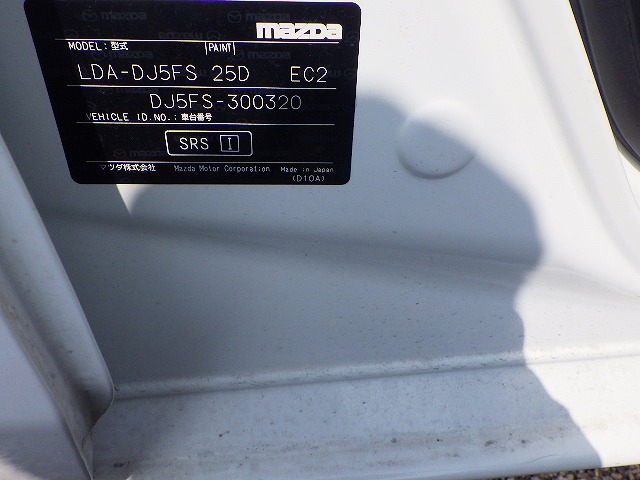 mazda
MODEL:型式 PAINT
LDA-DJ5FS 25D EC2
DJ5FS-300320
VEHICLE ID.NO.:車台番号
SRS I
マツダ株式会社 Mazda Motor Corporation Made in Japan
(D10A)